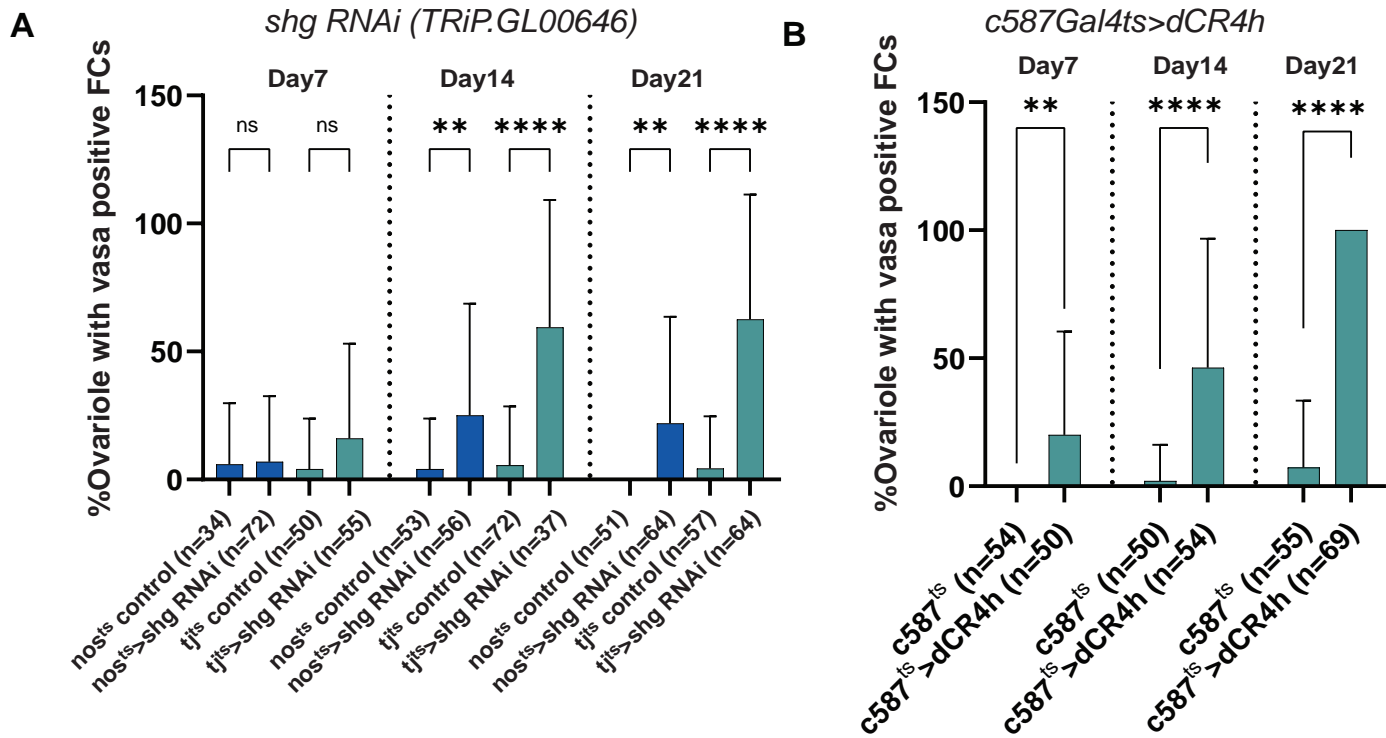 A
shg RNAi (TRiP.GL00646)
%Ovariole with vasa positive FCs
Day7
Day14
Day21
150
100
50
0
ns
ns
**
****
**
****
nosᵗˢ control (n=34)
nosᵗˢ>shg RNAi (n=72)
tjᵗˢ control (n=50)
tjᵗˢ>shg RNAi (n=55)
nosᵗˢ control (n=53)
nosᵗˢ>shg RNAi (n=56)
tjᵗˢ control (n=72)
tjᵗˢ>shg RNAi (n=37)
nosᵗˢ control (n=51)
nosᵗˢ>shg RNAi (n=64)
tjᵗˢ control (n=57)
tjᵗˢ>shg RNAi (n=64)
B
c587Gal4ts>dCR4h
%Ovariole with vasa positive FCs
Day7
Day14
Day21
150
100
50
0
**
****
****
c587ᵗˢ (n=54)
c587ᵗˢ>dCR4h (n=50)
c587ᵗˢ (n=50)
c587ᵗˢ>dCR4h (n=54)
c587ᵗˢ (n=55)
c587ᵗˢ>dCR4h (n=69)